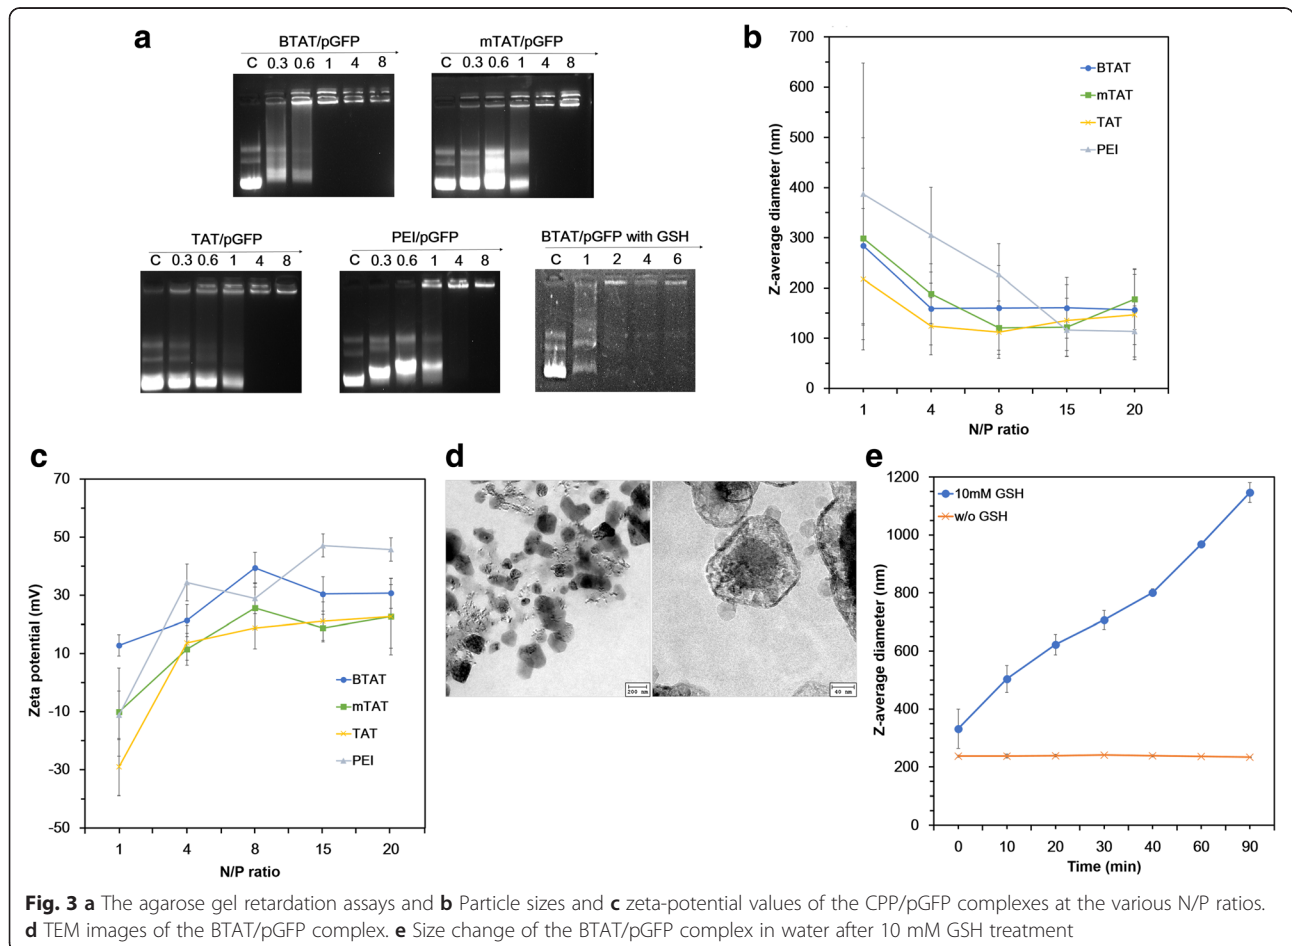 a
BTAT/pGFP
C 0.3 0.6 1 4 8
mTAT/pGFP
C 0.3 0.6 1 4 8
TAT/pGFP
C 0.3 0.6 1 4 8
PEI/pGFP
C 0.3 0.6 1 4 8
BTAT/pGFP with GSH
C 1 2 4 6
b
Z-average diameter (nm)
700
600
500
400
300
200
100
0
BTAT
mTAT
TAT
PEI
1 4 8 15 20
N/P ratio
c
Zeta potential (mV)
70
50
30
10
-10
-30
-50
BTAT
mTAT
TAT
PEI
1 4 8 15 20
N/P ratio
d
200 nm
40 nm
e
Z-average diameter (nm)
1200
1000
800
600
400
200
0
10mM GSH
w/o GSH
0 10 20 30 40 60 90
Time (min)
Fig. 3 a The agarose gel retardation assays and b Particle sizes and c zeta-potential values of the CPP/pGFP complexes at the various N/P ratios.
d TEM images of the BTAT/pGFP complex. e Size change of the BTAT/pGFP complex in water after 10 mM GSH treatment